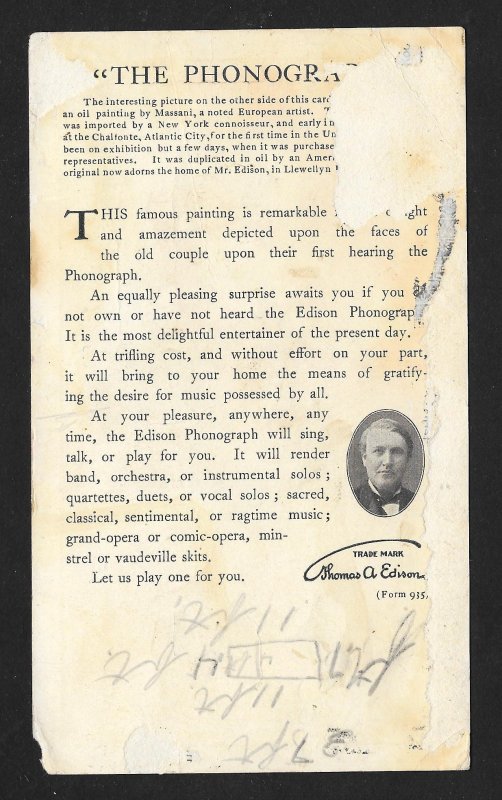 “THE PHONOGRA
The interesting picture on the other side of this car
an oil painting by Massani, a noted European artist.
was imported by a New York connoisseur, and early in
at the Chalfonte, Atlantic City, for the first time in the Un
been on exhibition but a few days, when it was purchase
representatives. It was duplicated in oil by an Amer
original now adorns the home of Mr. Edison, in Llewellyn
THIS famous painting is remarkable ght
and amazement depicted upon the faces of
the old couple upon their first hearing the
Phonograph.
An equally pleasing surprise awaits you if you
not own or have not heard the Edison Phonograp
It is the most delightful entertainer of the present day.
At trifling cost, and without effort on your part,
it will bring to your home the means of gratify-
ing the desire for music possessed by all.
At your pleasure, anywhere, any
time, the Edison Phonograph will sing,
talk, or play for you. It will render
band, orchestra, or instrumental solos;
quartettes, duets, or vocal solos; sacred,
classical, sentimental, or ragtime music;
grand-opera or comic-opera, min-
strel or vaudeville skits.
Let us play one for you.
TRADE MARK
Thomas A Edison
(Form 935.